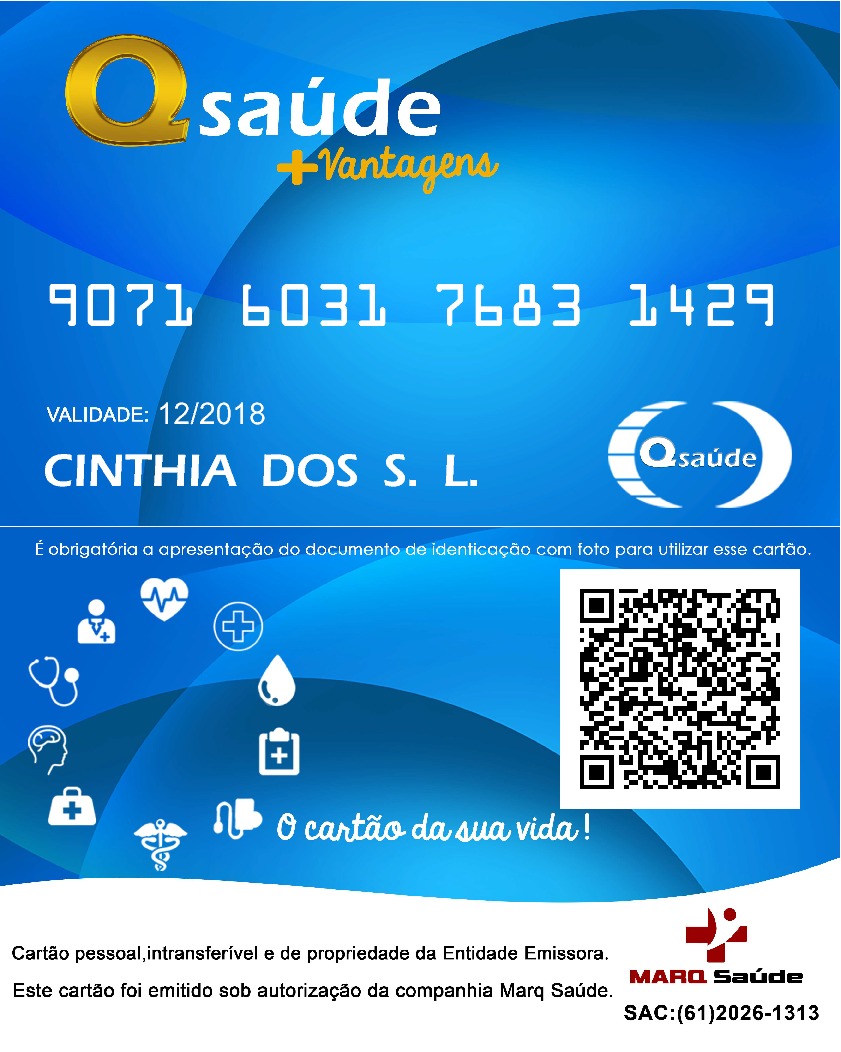 Qsaúde
+Vantagens
9071 6031 7683 1429
VALIDADE: 12/2018
CINTHIA DOS S. L.
Qsaúde
É obrigatória a apresentação do documento de identicação com foto para utilizar esse cartão.
O cartão da sua vida!
Cartão pessoal,intransferível e de propriedade da Entidade Emissora.
MARQ Saúde
Este cartão foi emitido sob autorização da companhia Marq Saúde.
SAC:(61)2026-1313